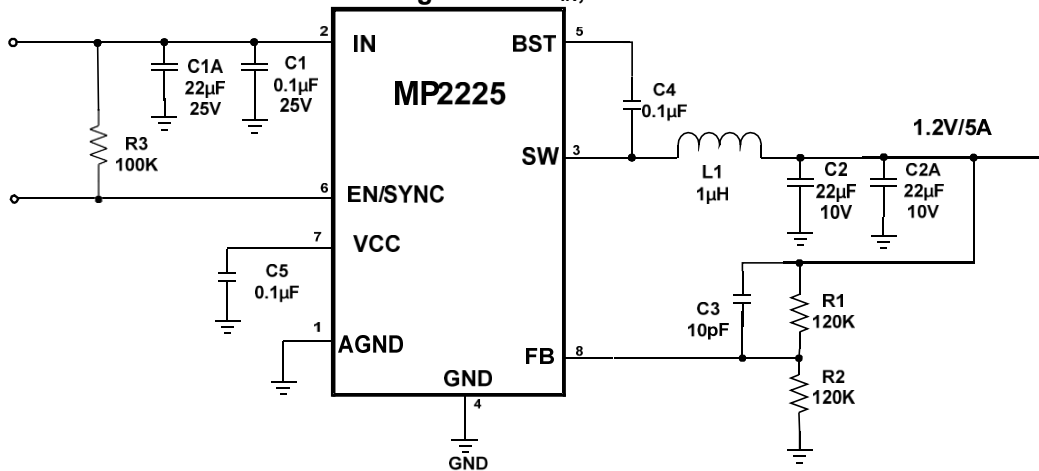 2
IN
C1A
22µF
25V
C1
0.1µF
25V
R3
100K
MP2225
BST
5
C4
0.1µF
SW
3
L1
1µH
1.2V/5A
C2
22µF
10V
C2A
22µF
10V
6
EN/SYNC
7
VCC
C5
0.1µF
1
AGND
GND
4
GND
FB
8
C3
10pF
R1
120K
R2
120K